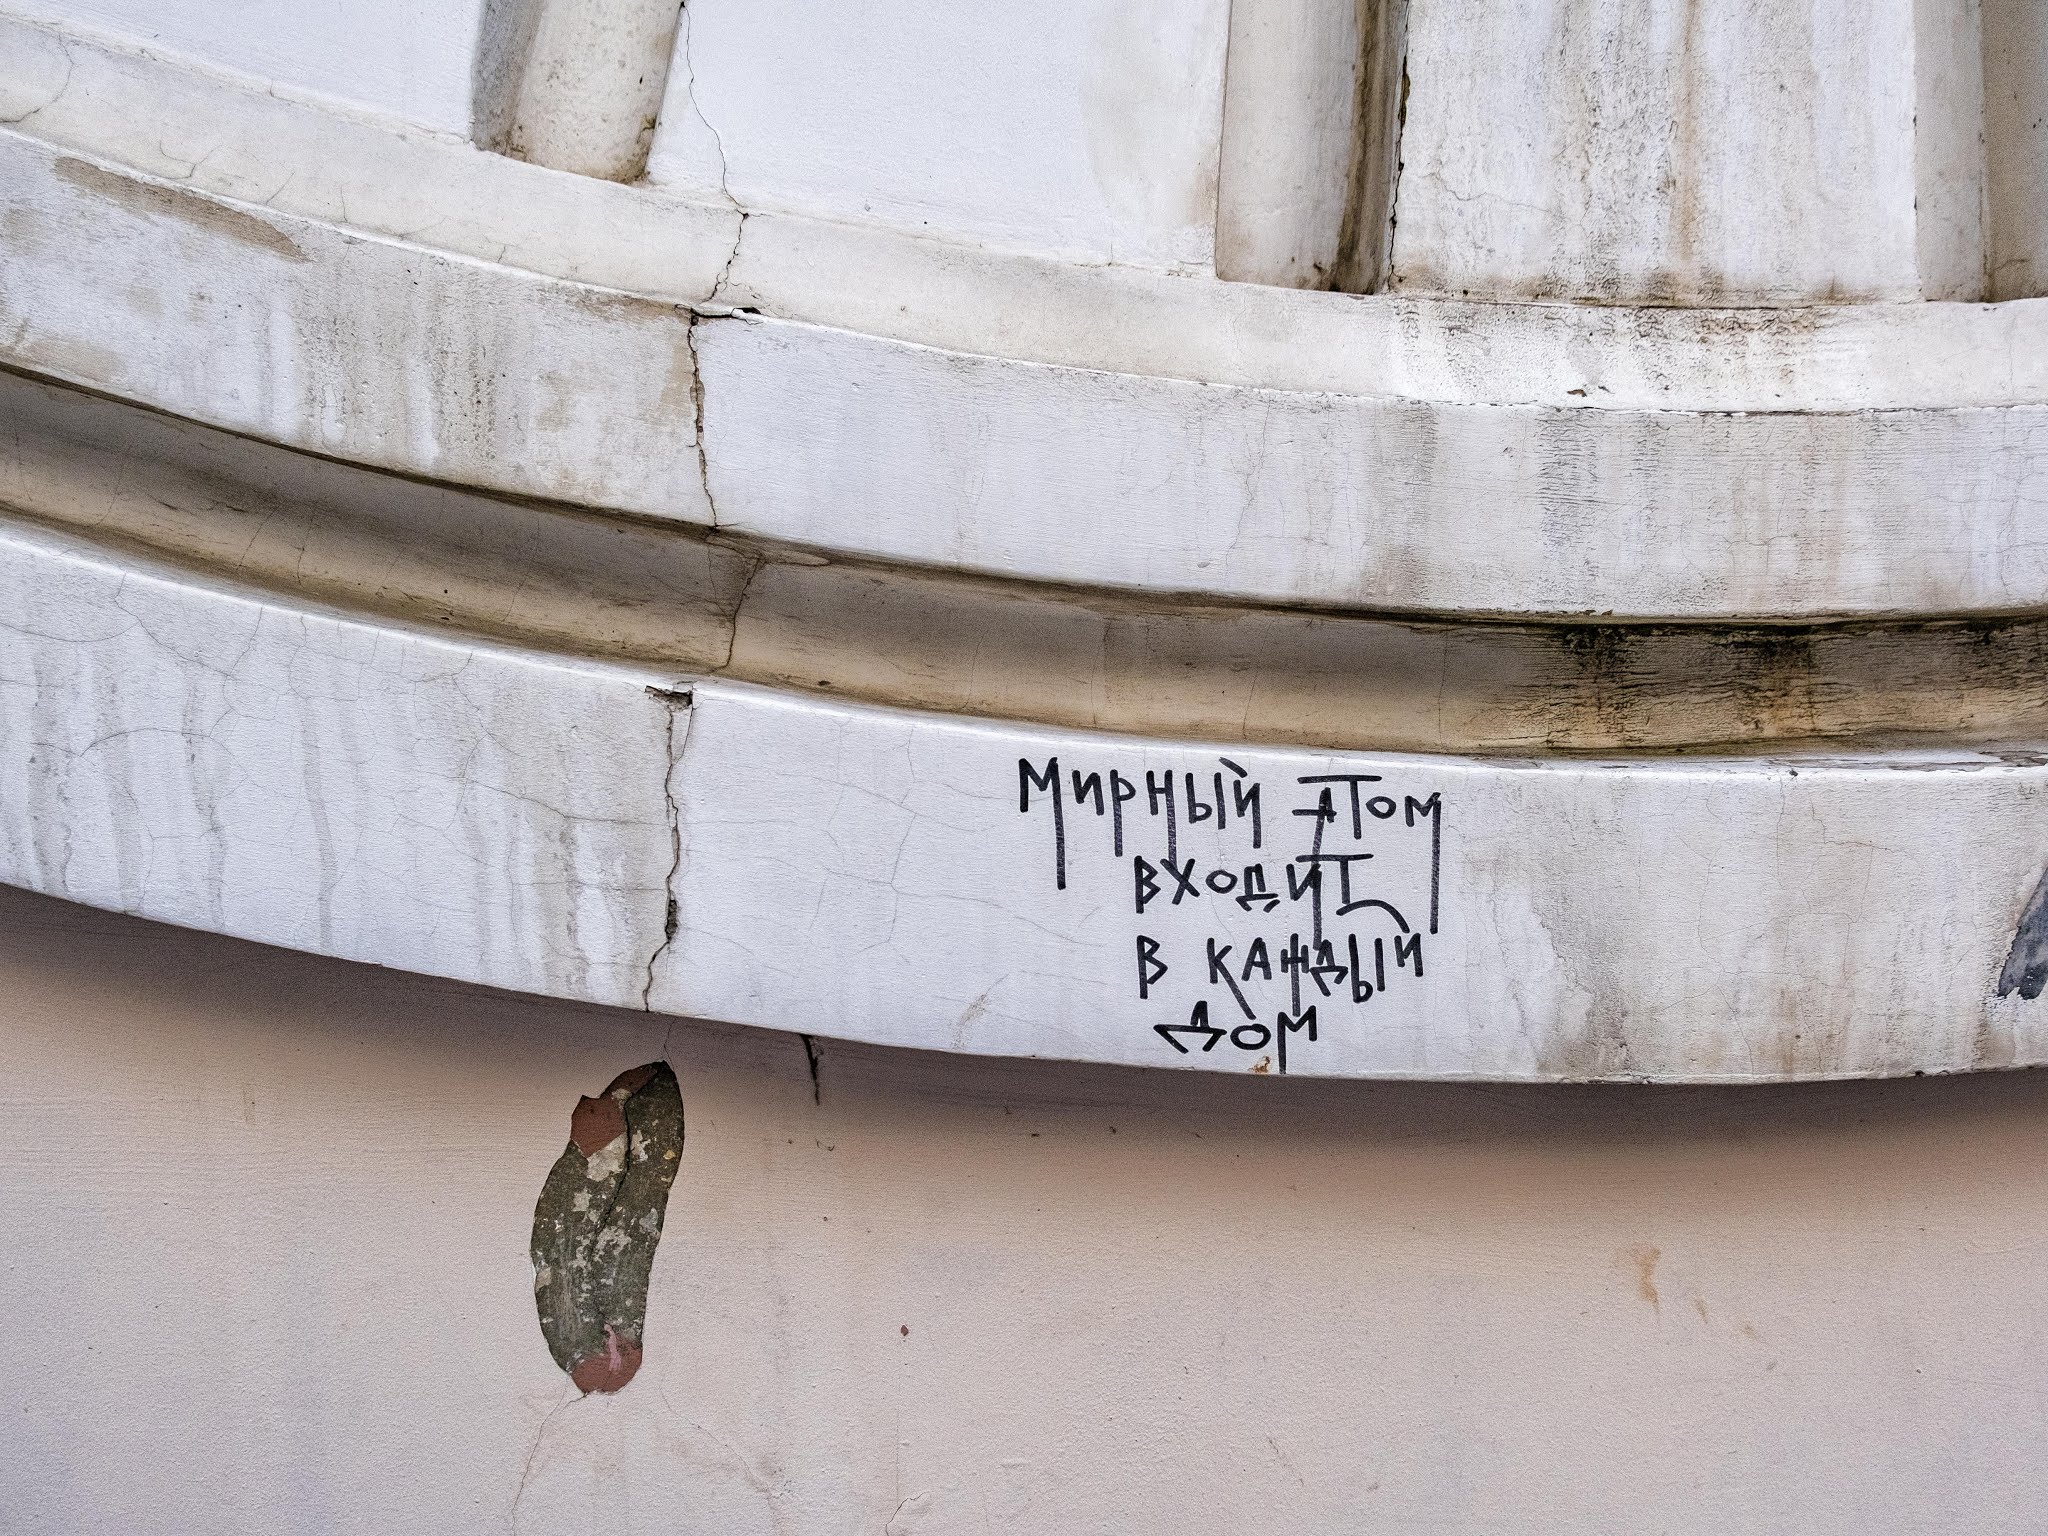 мирный атом
входит
в каждый
дом